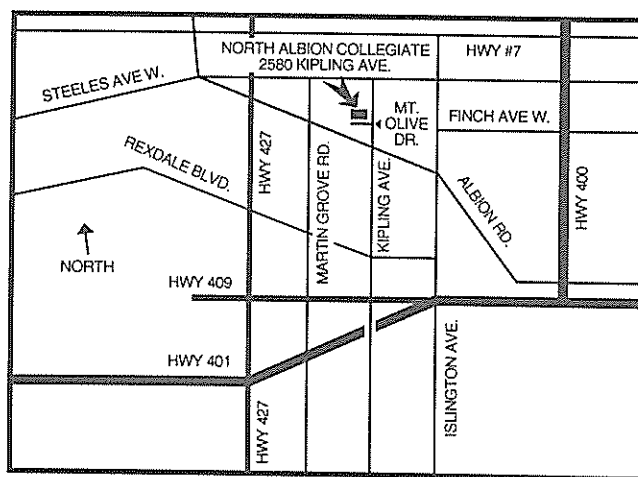 NORTH ALBION COLLEGIATE
2580 KIPLING AVE.
HWY #7
STEELES AVE W.
MT.
OLIVE
DR.
FINCH AVE W.
REXDALE BLVD.
HWY 427
MARTIN GROVE RD.
KIPLING AVE.
ALBION RD.
HWY 400
NORTH
HWY 409
HWY 401
HWY 427
ISLINGTON AVE.